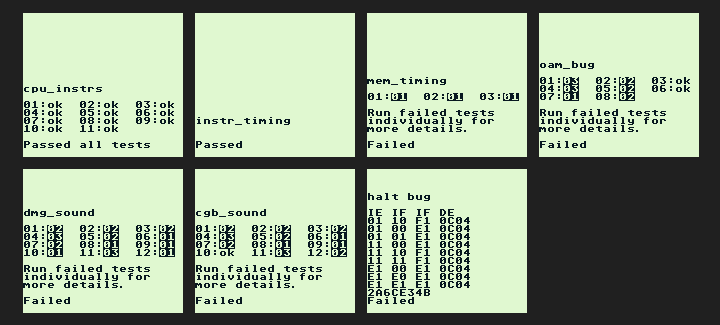 cpu_instrs
01:ok 02:ok 03:ok
04:ok 05:ok 06:ok
07:ok 08:ok 09:ok
10:ok 11:ok
Passed all tests
instr_timing
Passed
mem_timing
01:01 02:01 03:01
Run failed tests
individually for
more details.
Failed
oam_bug
01:03 02:02 03:ok
04:03 05:02 06:ok
07:01 08:02
Run failed tests
individually for
more details.
Failed
dmg_sound
01:02 02:02 03:02
04:03 05:02 06:01
07:02 08:01 09:01
10:01 11:03 12:01
Run failed tests
individually for
more details.
Failed
cgb_sound
01:02 02:02 03:02
04:03 05:02 06:01
07:02 08:01 09:01
10:ok 11:03 12:02
Run failed tests
individually for
more details.
Failed
halt bug
IE IF IF DE
01 10 F1 0C04
01 00 E1 0C04
01 01 E1 0C04
11 00 E1 0C04
11 10 F1 0C04
11 11 F1 0C04
E1 00 E1 0C04
E1 E0 E1 0C04
E1 E1 E1 0C04
2A6CE34B
Failed